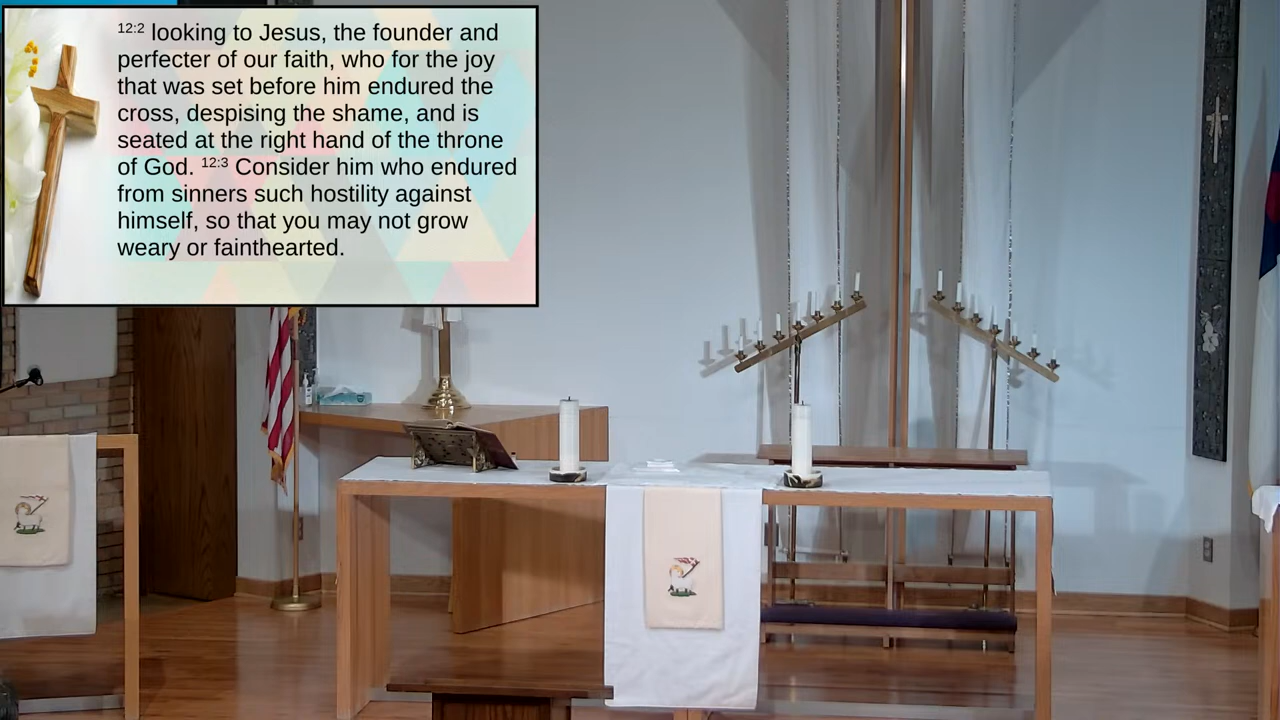 12:2 looking to Jesus, the founder and
perfecter of our faith, who for the joy
that was set before him endured the
cross, despising the shame, and is
seated at the right hand of the throne
of God. 12:3 Consider him who endured
from sinners such hostility against
himself, so that you may not grow
weary or fainthearted.